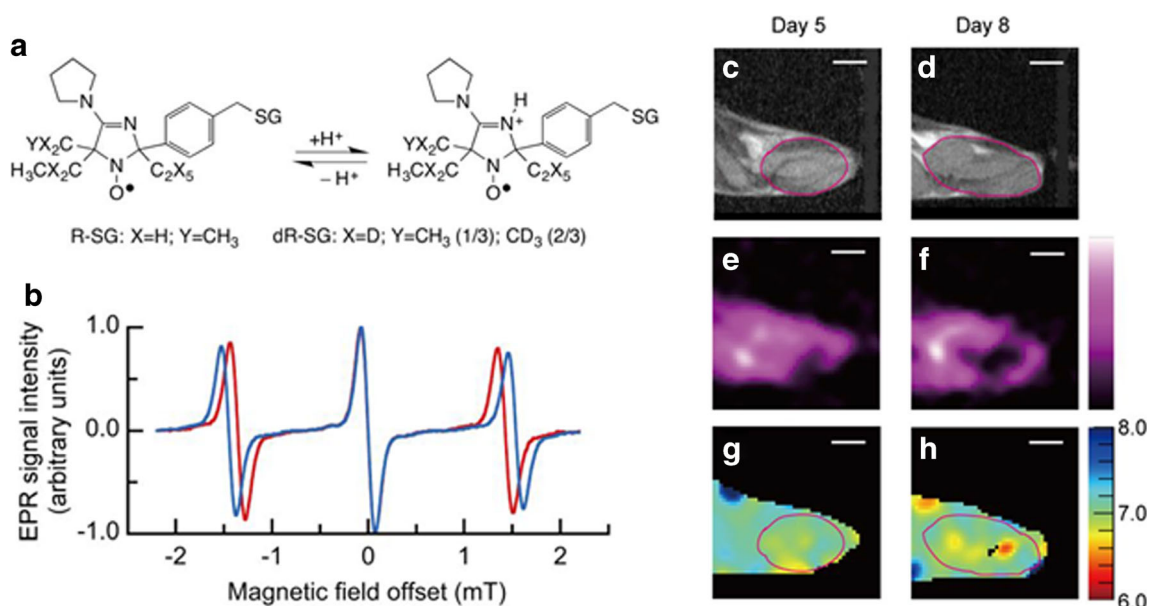 a
N
N
N
H
N+
SG
SG
YX₂C
H₃CX₂C
N
C₂X₅
O●
+H⁺
−H⁺
YX₂C
H₃CX₂C
N
C₂X₅
O●
N
R-SG: X=H; Y=CH₃
dR-SG: X=D; Y=CH₃ (1/3); CD₃ (2/3)
b
EPR signal intensity
(arbitrary units)
1.0
0.0
-1.0
-2
-1
0
1
2
Magnetic field offset (mT)
Day 5
Day 8
c
d
e
f
g
h
8.0
7.0
6.0